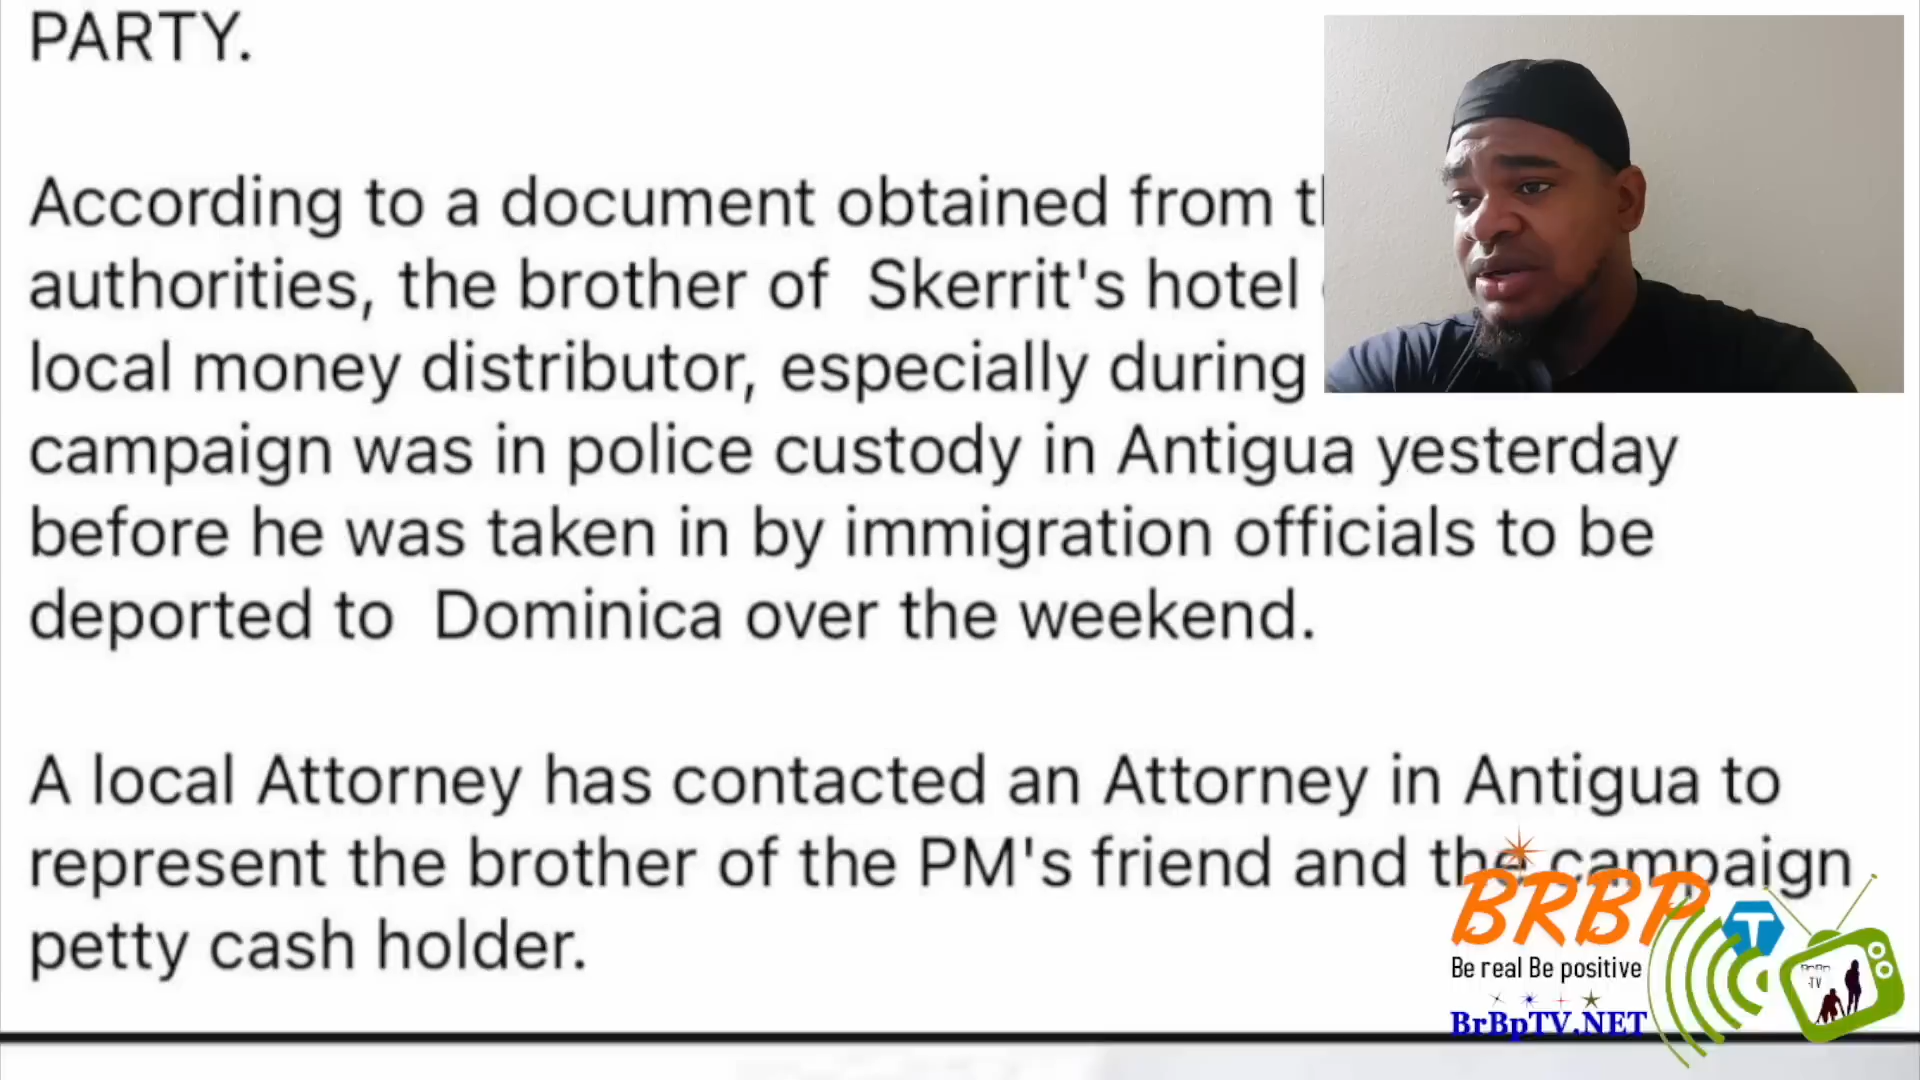 PARTY.
According to a document obtained from
authorities, the brother of Skerrit's hotel
local money distributor, especially during
campaign was in police custody in Antigua yesterday
before he was taken in by immigration officials to be
deported to Dominica over the weekend.
A local Attorney has contacted an Attorney in Antigua to
represent the brother of the PM's friend and the campaign
petty cash holder.
BRBP
T
Be real Be positive
BrBpTV.NET